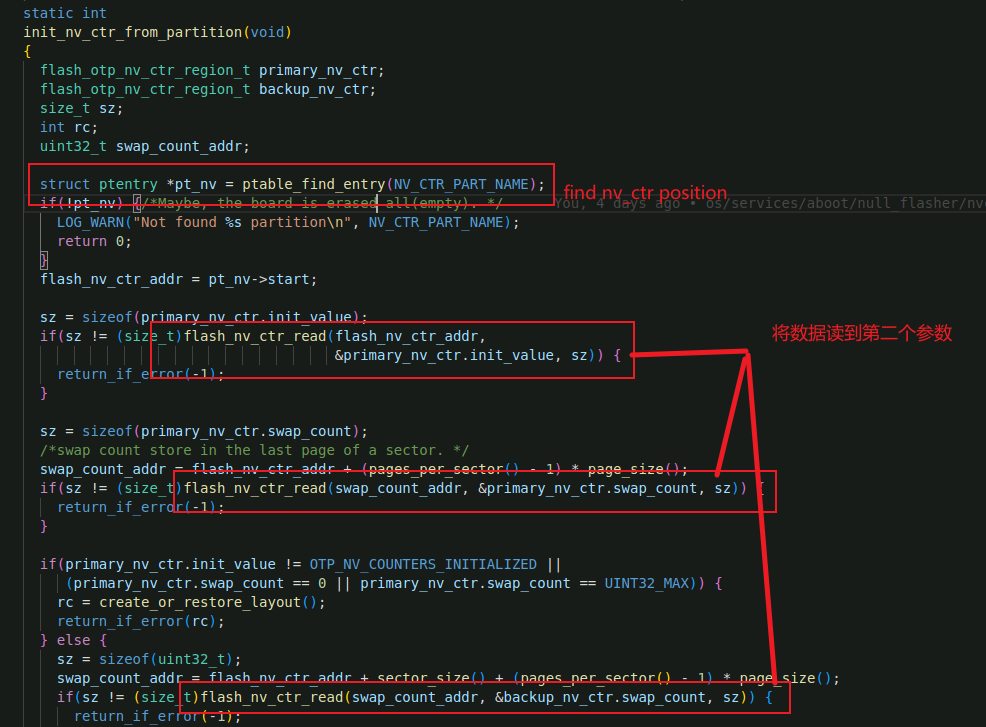 static int
init_nv_ctr_from_partition(void)
{
flash_otp_nv_ctr_region_t primary_nv_ctr;
flash_otp_nv_ctr_region_t backup_nv_ctr;
size_t sz;
int rc;
uint32_t swap_count_addr;
struct ptentry *pt_nv = ptable_find_entry(NV_CTR_PART_NAME);
find nv_ctr position
if(!pt_nv) {/*Maybe, the board is erased all(empty). */ You, 4 days ago • os/services/aboot/null_flasher/nv
LOG_WARN("Not found %s partition\n", NV_CTR_PART_NAME);
return 0;
}
flash_nv_ctr_addr = pt_nv->start;
sz = sizeof(primary_nv_ctr.init_value);
if(sz != (size_t)flash_nv_ctr_read(flash_nv_ctr_addr,
将数据读到第二个参数
&primary_nv_ctr.init_value, sz)) {
return_if_error(-1);
}
sz = sizeof(primary_nv_ctr.swap_count);
/*swap count store in the last page of a sector. */
swap_count_addr = flash_nv_ctr_addr + (pages_per_sector() - 1) * page_size();
if(sz != (size_t)flash_nv_ctr_read(swap_count_addr, &primary_nv_ctr.swap_count, sz)) {
return_if_error(-1);
}
if(primary_nv_ctr.init_value != OTP_NV_COUNTERS_INITIALIZED ||
(primary_nv_ctr.swap_count == 0 || primary_nv_ctr.swap_count == UINT32_MAX)) {
rc = create_or_restore_layout();
return_if_error(rc);
} else {
sz = sizeof(uint32_t);
swap_count_addr = flash_nv_ctr_addr + sector_size() + (pages_per_sector() - 1) * page_size();
if(sz != (size_t)flash_nv_ctr_read(swap_count_addr, &backup_nv_ctr.swap_count, sz)) {
return_if_error(-1);